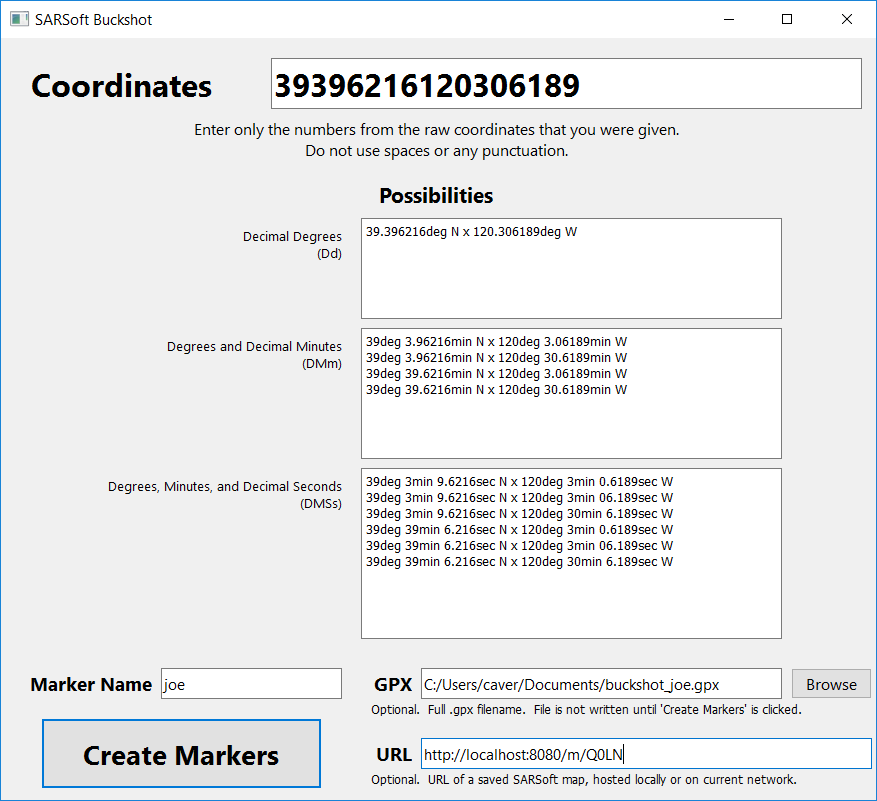 SARSoft Buckshot
Coordinates
39396216120306189
Enter only the numbers from the raw coordinates that you were given.
Do not use spaces or any punctuation.
Possibilities
Decimal Degrees
(Dd)
39.396216deg N x 120.306189deg W
Degrees and Decimal Minutes
(DMm)
39deg 3.96216min N x 120deg 3.06189min W
39deg 3.96216min N x 120deg 30.6189min W
39deg 39.6216min N x 120deg 3.06189min W
39deg 39.6216min N x 120deg 30.6189min W
Degrees, Minutes, and Decimal Seconds
(DMSs)
39deg 3min 9.6216sec N x 120deg 3min 0.6189sec W
39deg 3min 9.6216sec N x 120deg 3min 06.189sec W
39deg 3min 9.6216sec N x 120deg 30min 6.189sec W
39deg 39min 6.216sec N x 120deg 3min 0.6189sec W
39deg 39min 6.216sec N x 120deg 3min 06.189sec W
39deg 39min 6.216sec N x 120deg 30min 6.189sec W
Marker Name
joe
GPX
C:/Users/caver/Documents/buckshot_joe.gpx
Browse
Optional.  Full .gpx filename.  File is not written until 'Create Markers' is clicked.
Create Markers
URL
http://localhost:8080/m/Q0LN
Optional.  URL of a saved SARSoft map, hosted locally or on current network.